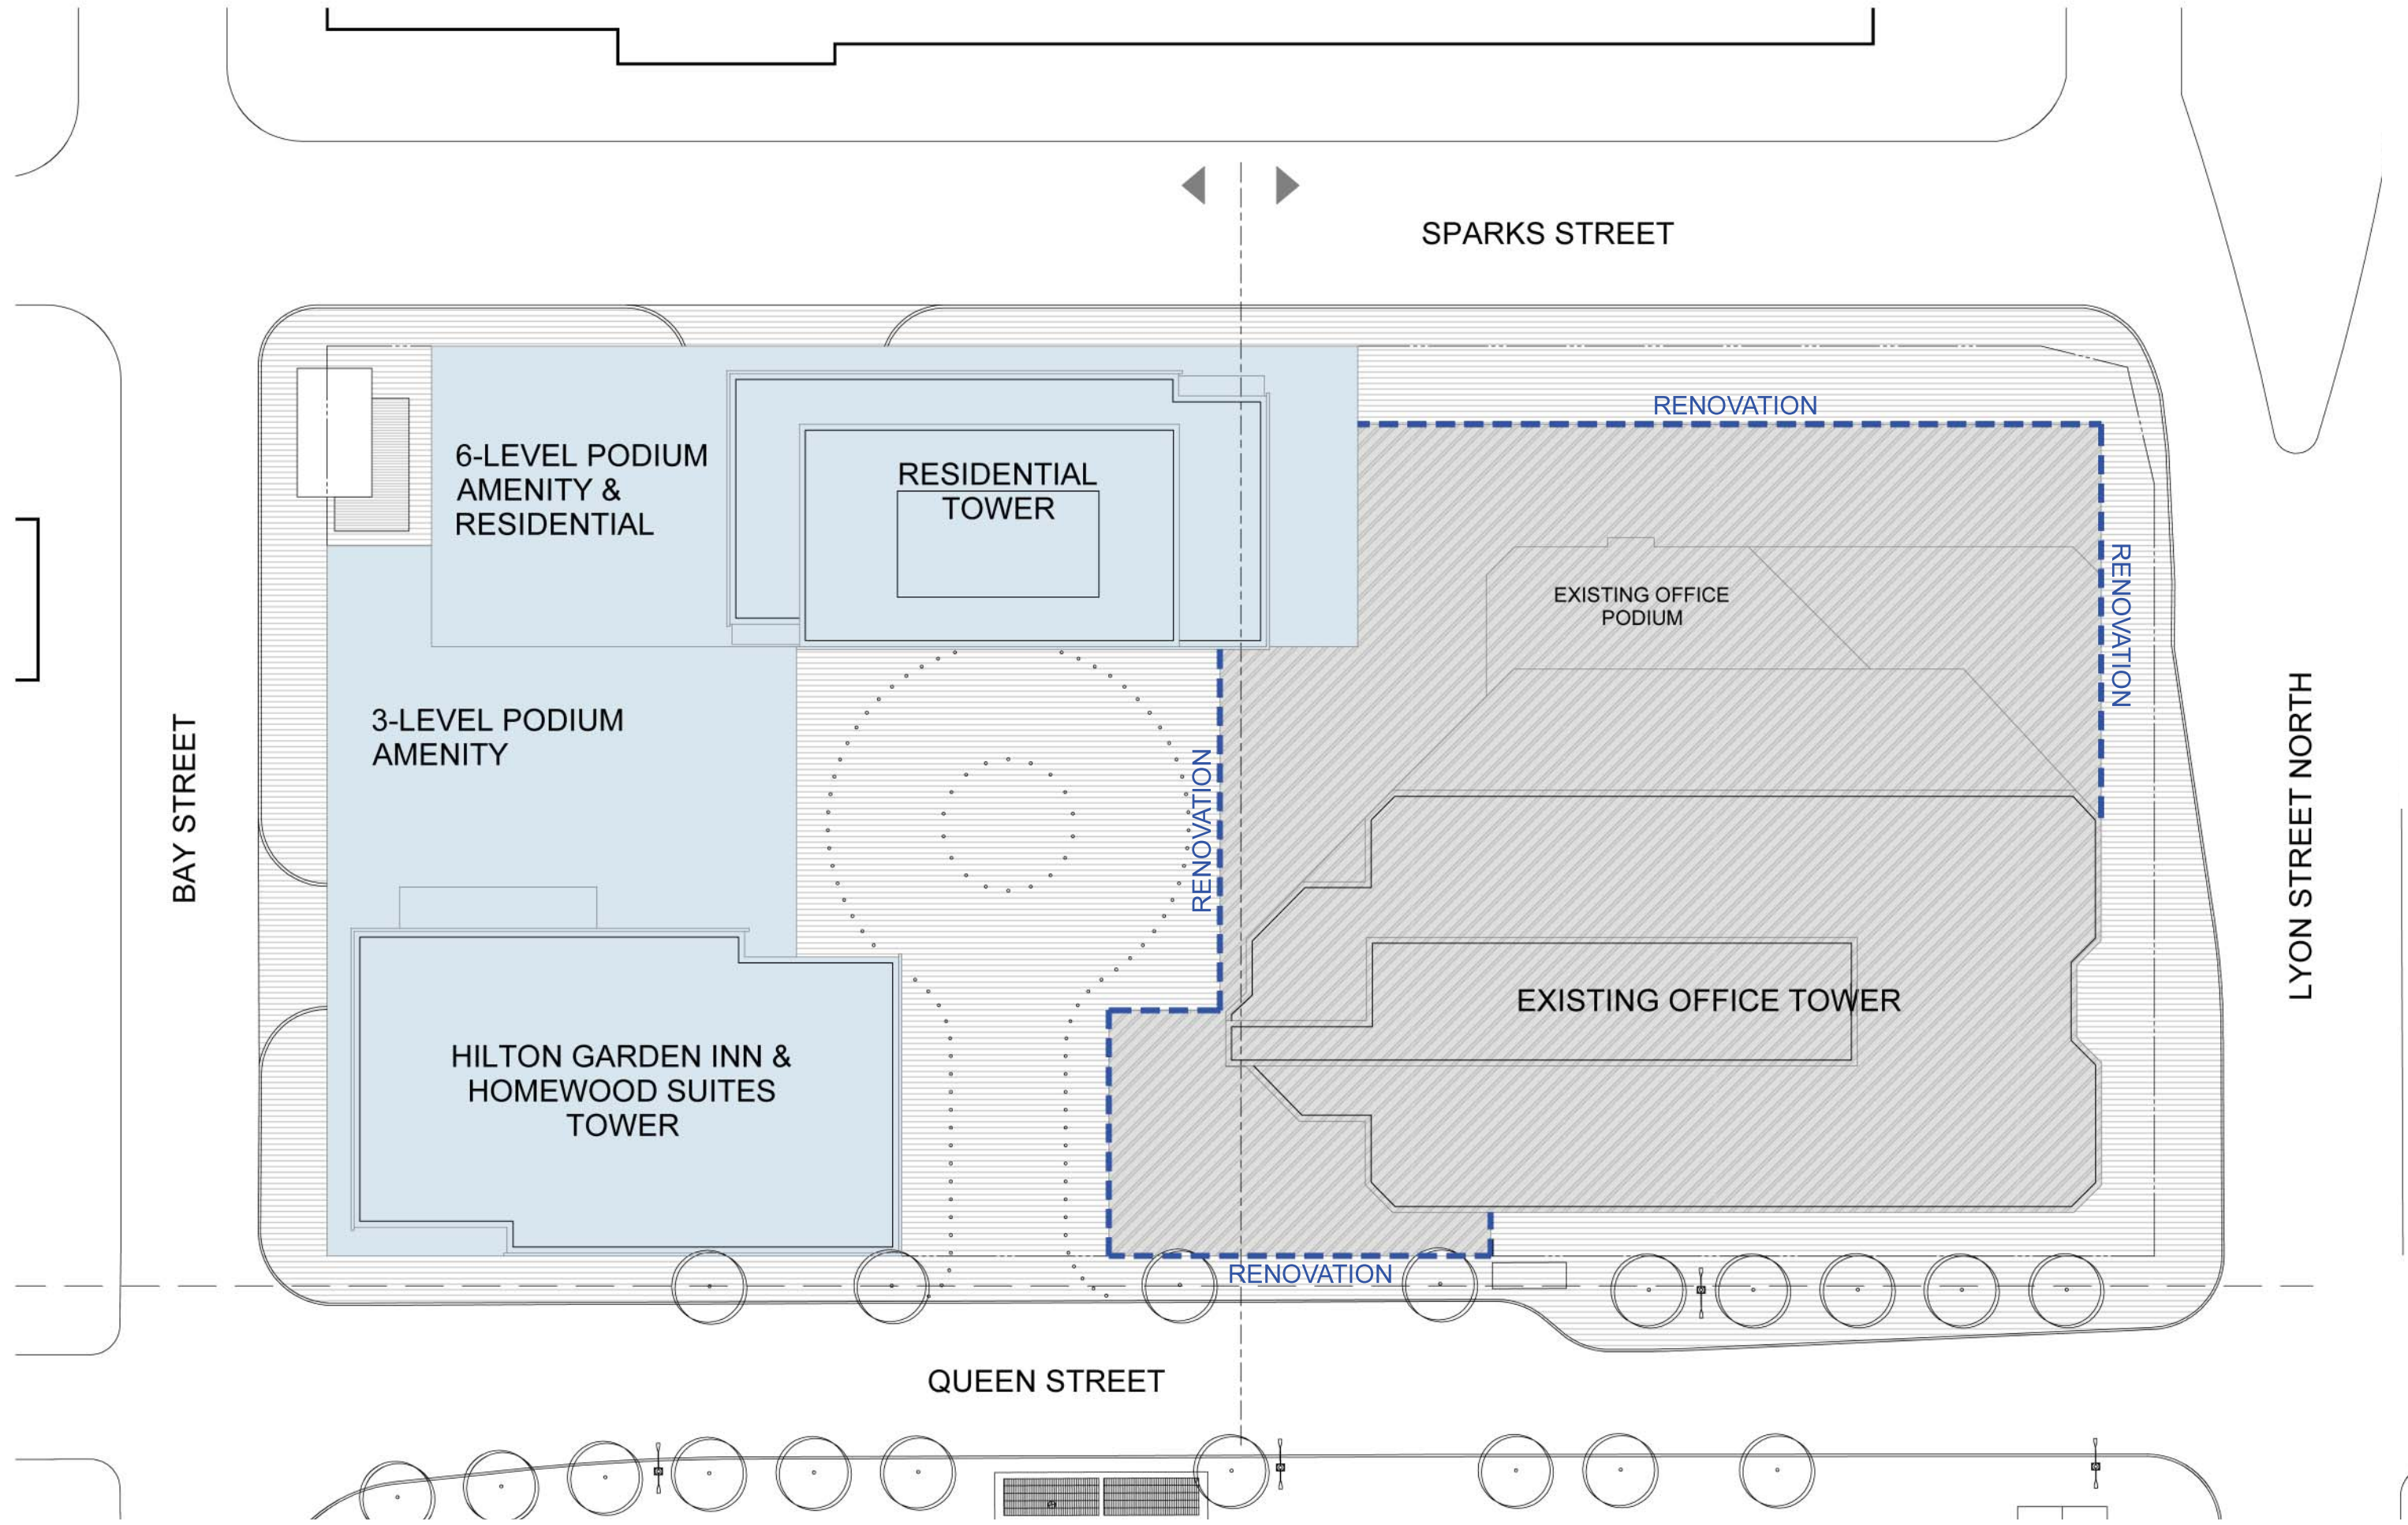 SPARKS STREET
RENOVATION
6-LEVEL PODIUM
AMENITY &
RESIDENTIAL
RESIDENTIAL
TOWER
EXISTING OFFICE
PODIUM
RENOVATION
3-LEVEL PODIUM
AMENITY
BAY STREET
RENOVATION
LYON STREET NORTH
HILTON GARDEN INN &
HOMEWOOD SUITES
TOWER
EXISTING OFFICE TOWER
RENOVATION
QUEEN STREET